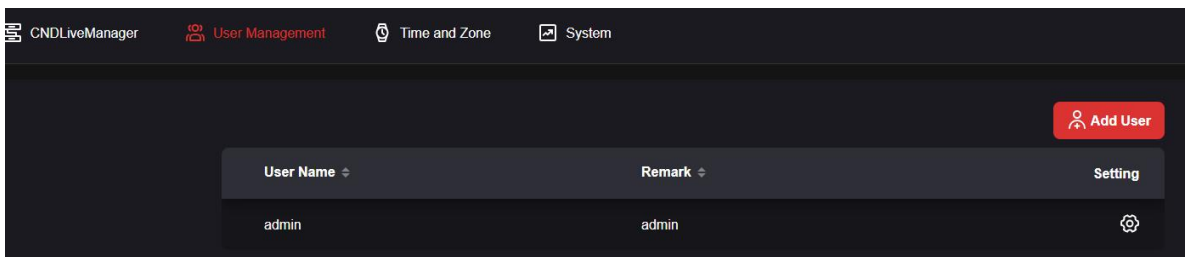 CNDLiveManager User Management Time and Zone System
Add User
User Name Remark Setting
admin admin